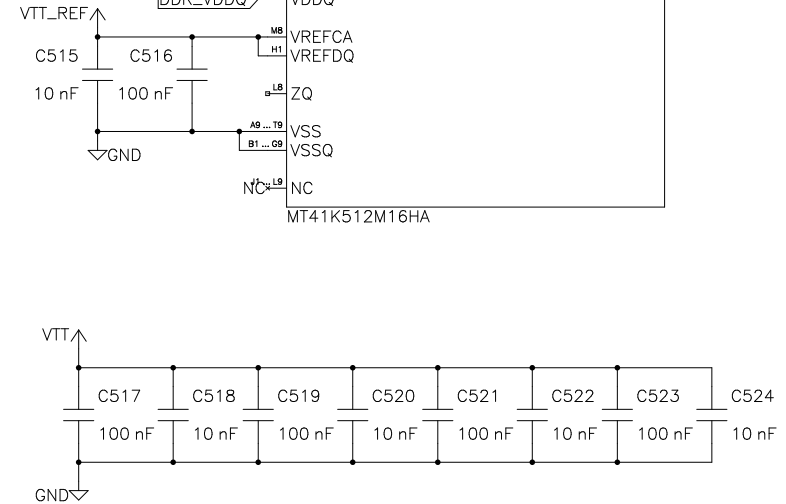 DDR_VDDQ
VDDQ
VTT_REF
M8
VREFCA
C515
C516
H1
VREFDQ
10 nF
100 nF
L8
ZQ
A9 ... T9
VSS
GND
B1 ... G9
VSSQ
NC
J1 ... L9
NC
MT41K512M16HA
VTT
C517
C518
C519
C520
C521
C522
C523
C524
100 nF
10 nF
100 nF
10 nF
100 nF
10 nF
100 nF
10 nF
GND